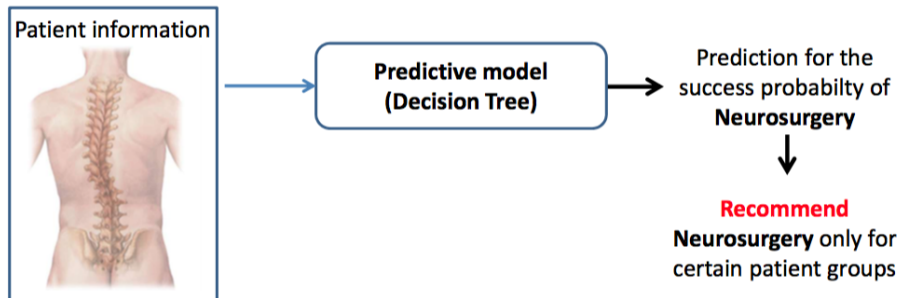 Patient information
Predictive model
(Decision Tree)
Prediction for the
success probabilty of
Neurosurgery
Recommend
Neurosurgery only for
certain patient groups